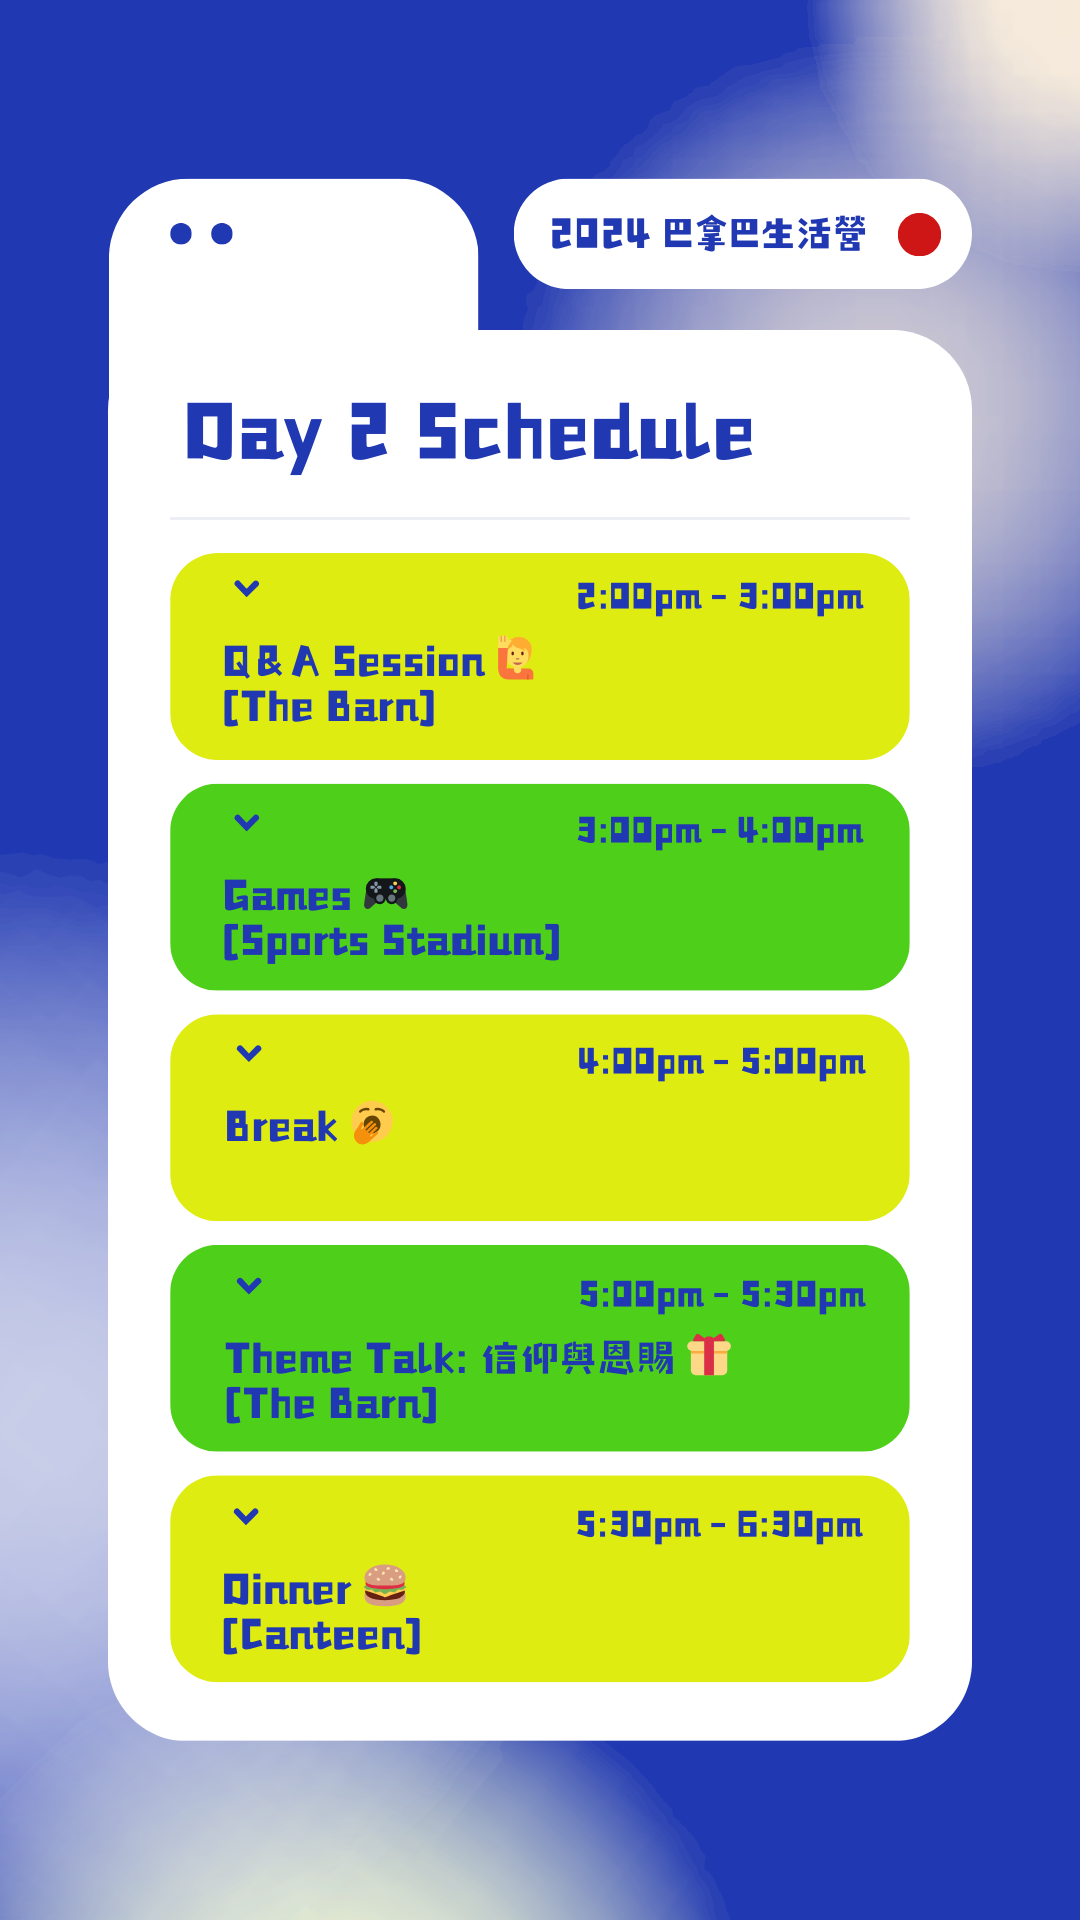 2024 巴拿巴生活營
Day 2 Schedule
2:00pm - 3:00pm
Q & A Session 🙋
[The Barn]
3:00pm - 4:00pm
Games 🎮
[Sports Stadium]
4:00pm - 5:00pm
Break 🥱
5:00pm - 5:30pm
Theme Talk: 信仰與恩賜 🎁
[The Barn]
5:30pm - 6:30pm
Dinner 🍔
[Canteen]